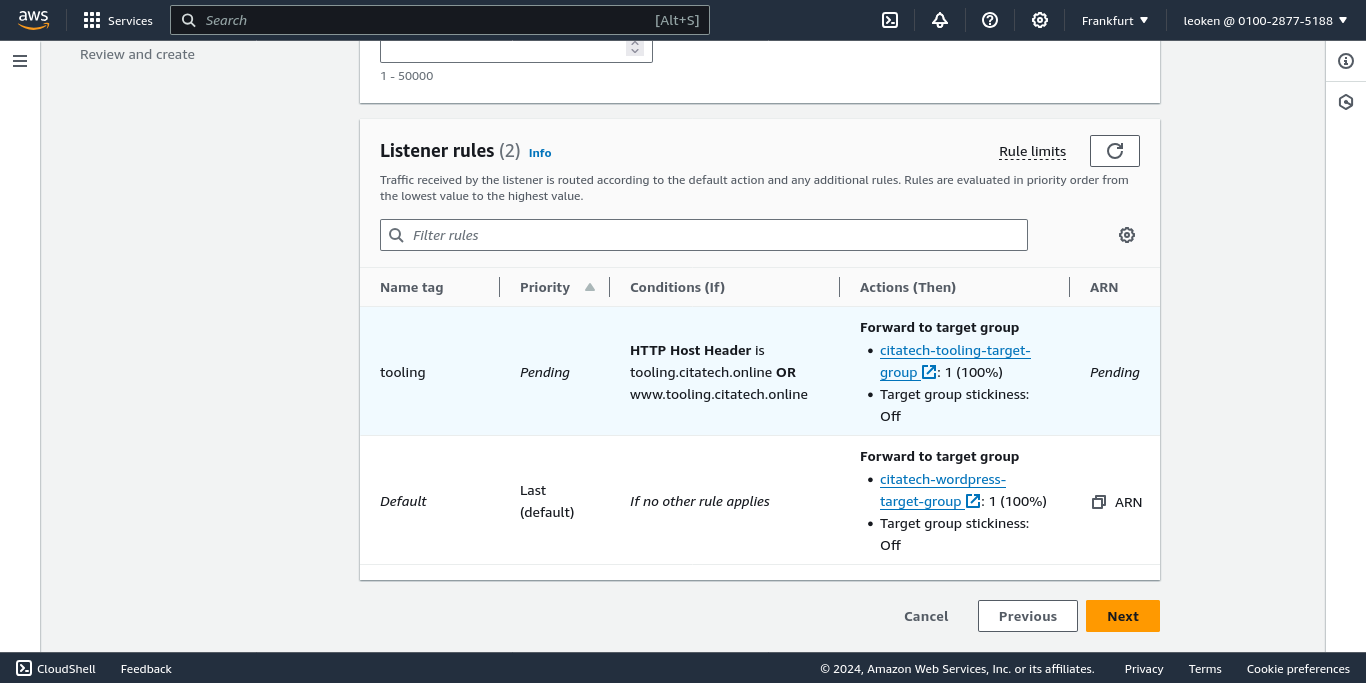 aws
Services
Search [Alt+S]
Frankfurt
leoken @ 0100-2877-5188
Review and create
1 - 50000
Listener rules (2) Info
Rule limits
Traffic received by the listener is routed according to the default action and any additional rules. Rules are evaluated in priority order from
the lowest value to the highest value.
Filter rules
Name tag Priority Conditions (If) Actions (Then) ARN
tooling
Pending
HTTP Host Header is
tooling.citatech.online OR
www.tooling.citatech.online
Forward to target group
• citatech-tooling-target-
group : 1 (100%)
• Target group stickiness:
Off
Pending
Default
Last
(default)
If no other rule applies
Forward to target group
• citatech-wordpress-
target-group : 1 (100%)
• Target group stickiness:
Off
ARN
Cancel Previous Next
CloudShell Feedback
© 2024, Amazon Web Services, Inc. or its affiliates. Privacy Terms Cookie preferences